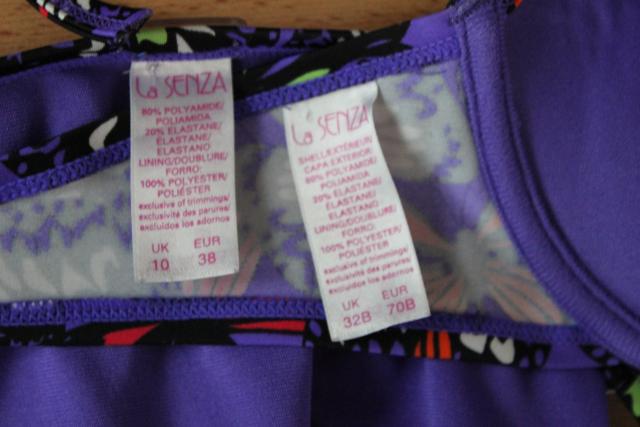 La SENZA
80% POLYAMIDE/
POLIAMIDA
20% ELASTANE/
ELASTANE/
ELASTANO
LINING/DOUBLURE/
FORRO:
100% POLYESTER/
POLIÉSTER
exclusive of trimmings/
exclusivité des parures/
excluidos los adornos
UK EUR
10 38
La SENZA
SHELL/EXTÉRIEUR/
CAPA EXTERIOR:
80% POLYAMIDE/
POLIAMIDA
20% ELASTANE/
ELASTANE/
ELASTANO
LINING/DOUBLURE/
FORRO:
100% POLYESTER/
POLIÉSTER
exclusive of trimmings/
exclusivité des parures/
excluidos los adornos
UK EUR
32B 70B